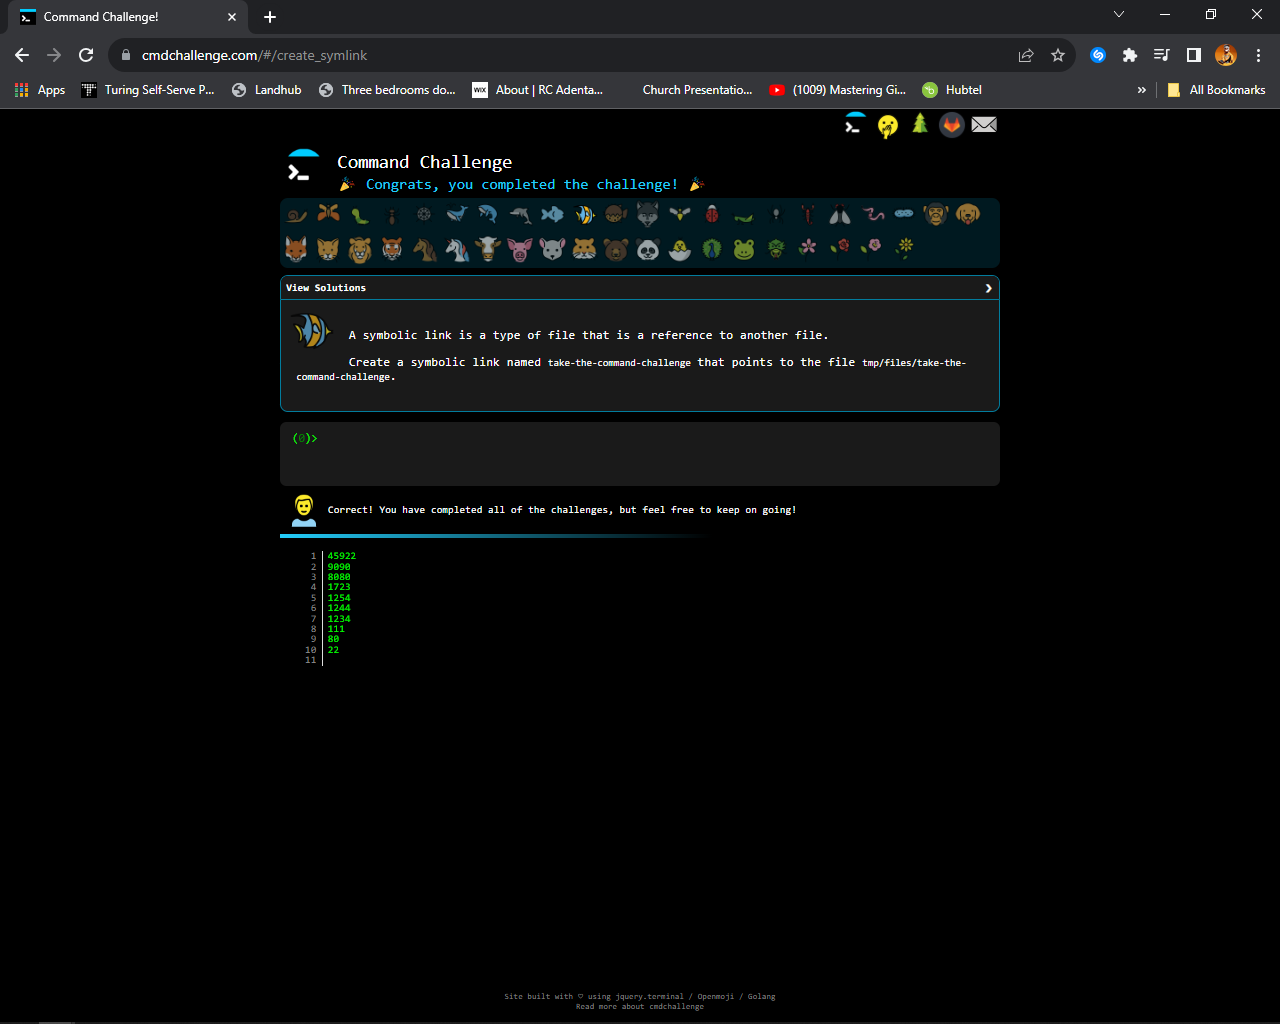 Command Challenge!
cmdchallenge.com/#/create_symlink
Apps
Turing Self-Serve P...
Landhub
Three bedrooms do...
WIX
About | RC Adenta...
Church Presentatio...
(1009) Mastering Gi...
Hubtel
»
All Bookmarks
Command Challenge
Congrats, you completed the challenge!
View Solutions
A symbolic link is a type of file that is a reference to another file.
Create a symbolic link named take-the-command-challenge that points to the file tmp/files/take-the-
command-challenge.
(0)>
Correct! You have completed all of the challenges, but feel free to keep on going!
1 45922
2 9090
3 8080
4 1723
5 1254
6 1244
7 1234
8 111
9 80
10 22
11
Site built with ♡ using jquery.terminal / Openmoji / Golang
Read more about cmdchallenge